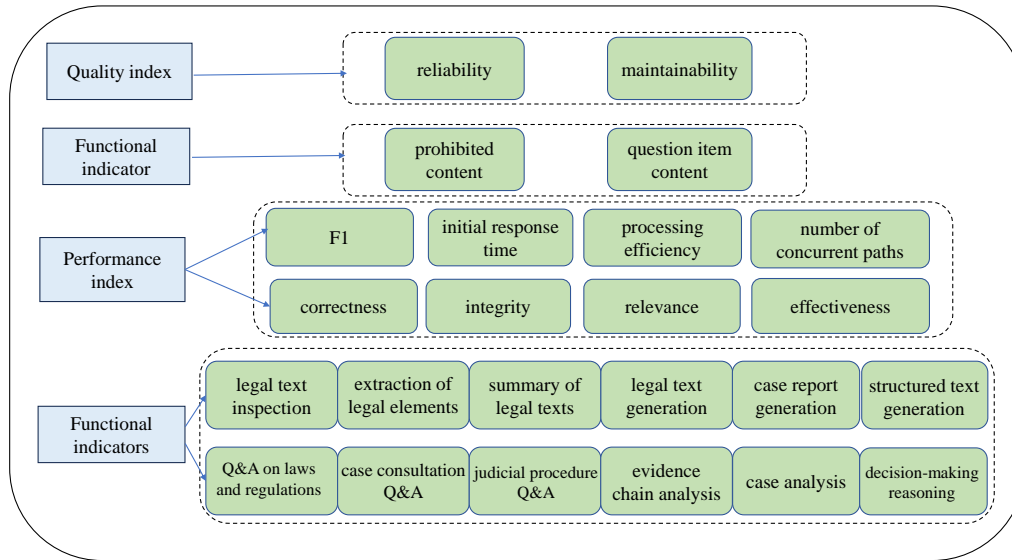 Quality index
reliability
maintainability
Functional
indicator
prohibited
content
question item
content
Performance
index
F1
initial response
time
processing
efficiency
number of
concurrent paths
correctness
integrity
relevance
effectiveness
Functional
indicators
legal text
inspection
extraction of
legal elements
summary of
legal texts
legal text
generation
case report
generation
structured text
generation
Q&A on laws
and regulations
case consultation
Q&A
judicial procedure
Q&A
evidence
chain analysis
case analysis
decision-making
reasoning